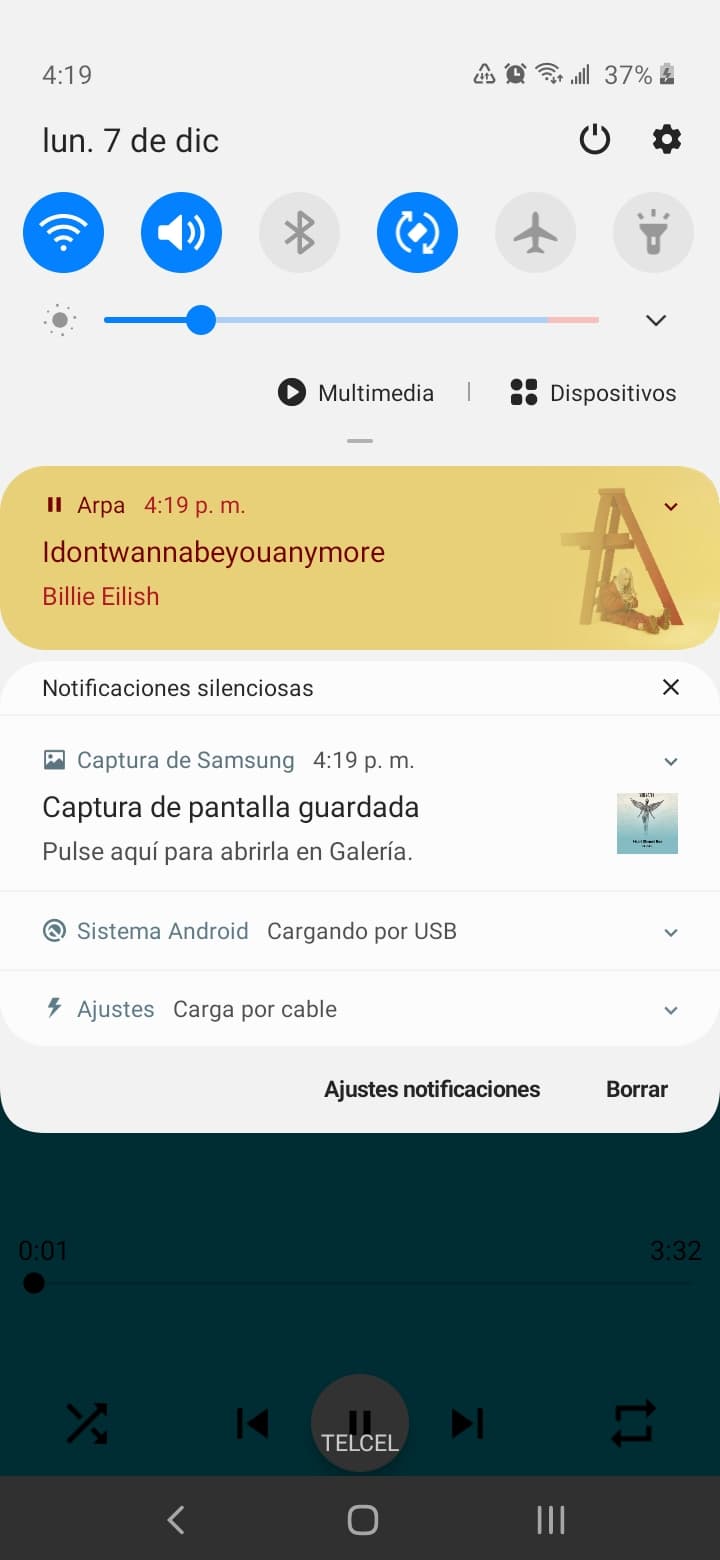 4:19
37%
lun. 7 de dic
Multimedia | Dispositivos
Arpa 4:19 p. m.
Idontwannabeyouanymore
Billie Eilish
Notificaciones silenciosas
Captura de Samsung 4:19 p. m.
Captura de pantalla guardada
Pulse aquí para abrirla en Galería.
Sistema Android Cargando por USB
Ajustes Carga por cable
Ajustes notificaciones Borrar
0:01 3:32
TELCEL